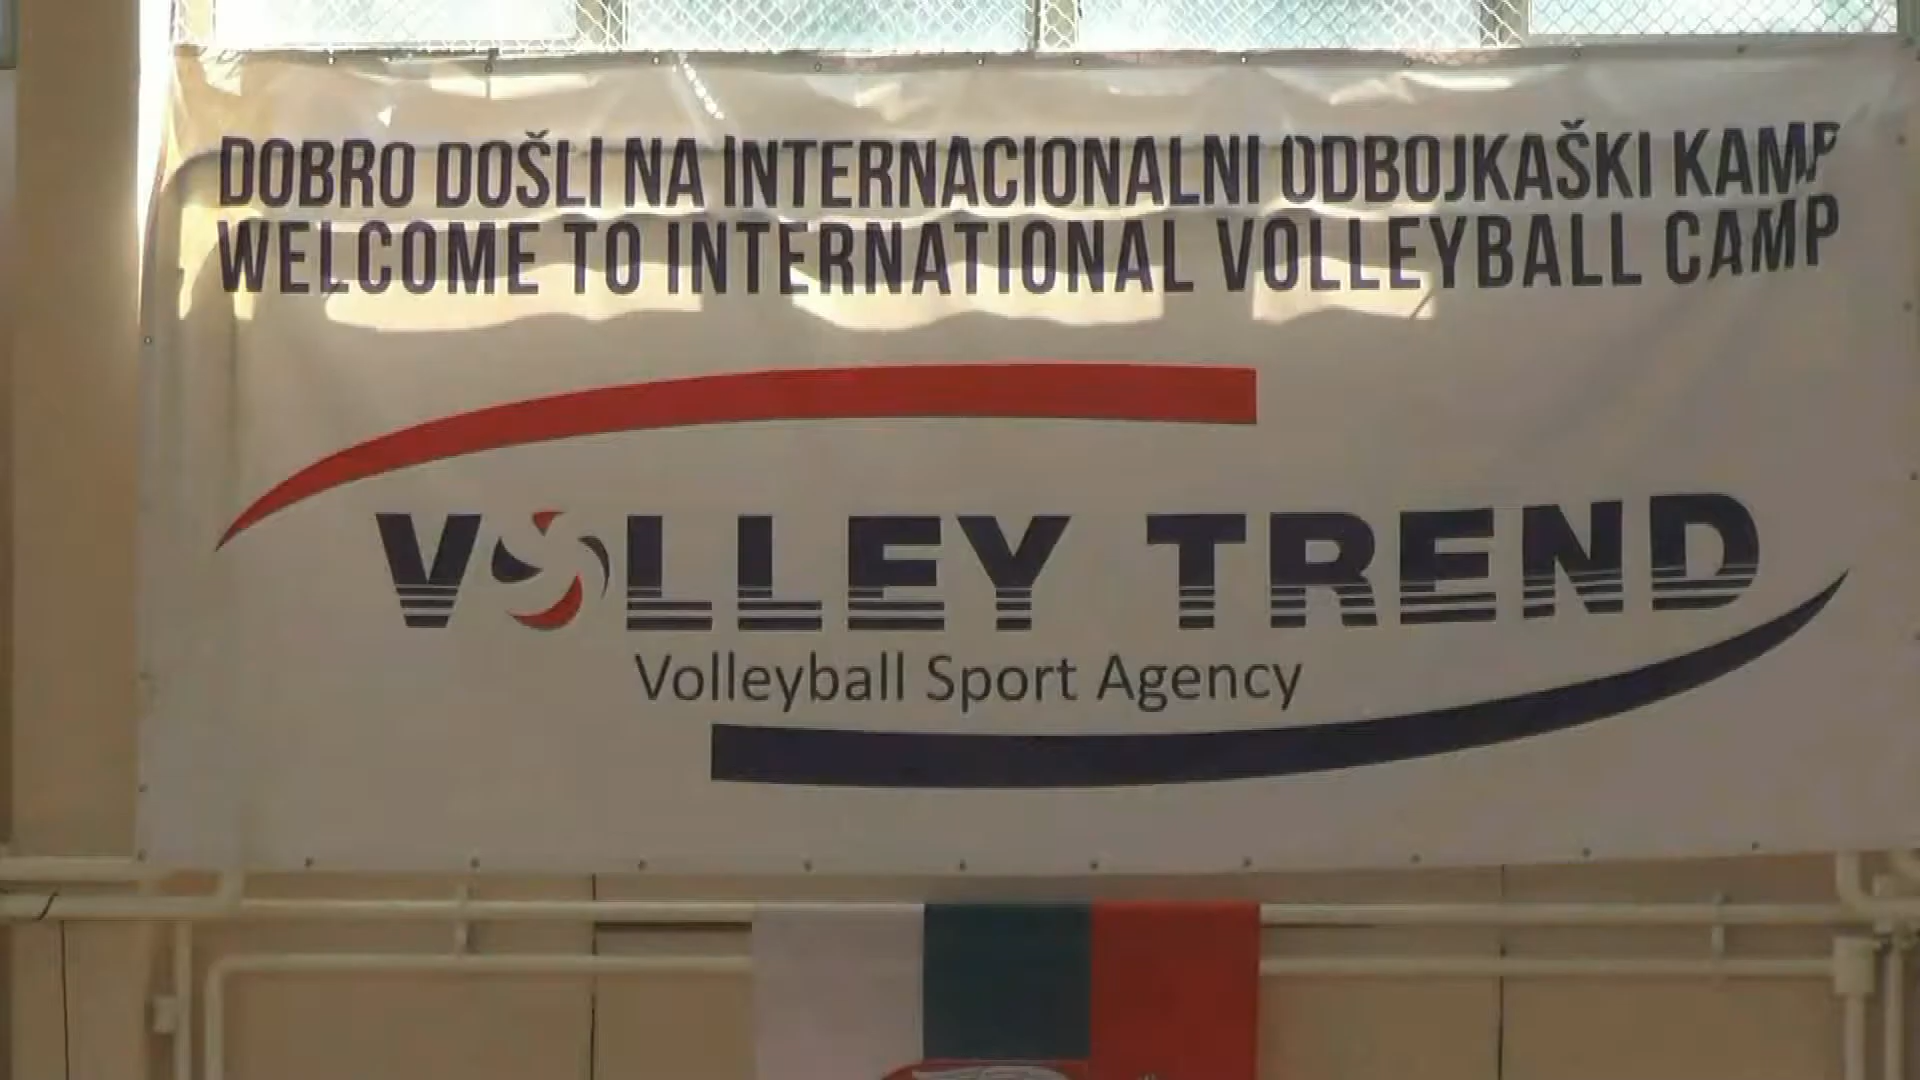 DOBRO DOŠLI NA INTERNACIONALNI ODBOJKAŠKI KAMP
WELCOME TO INTERNATIONAL VOLLEYBALL CAMP
VOLLEY TREND
Volleyball Sport Agency